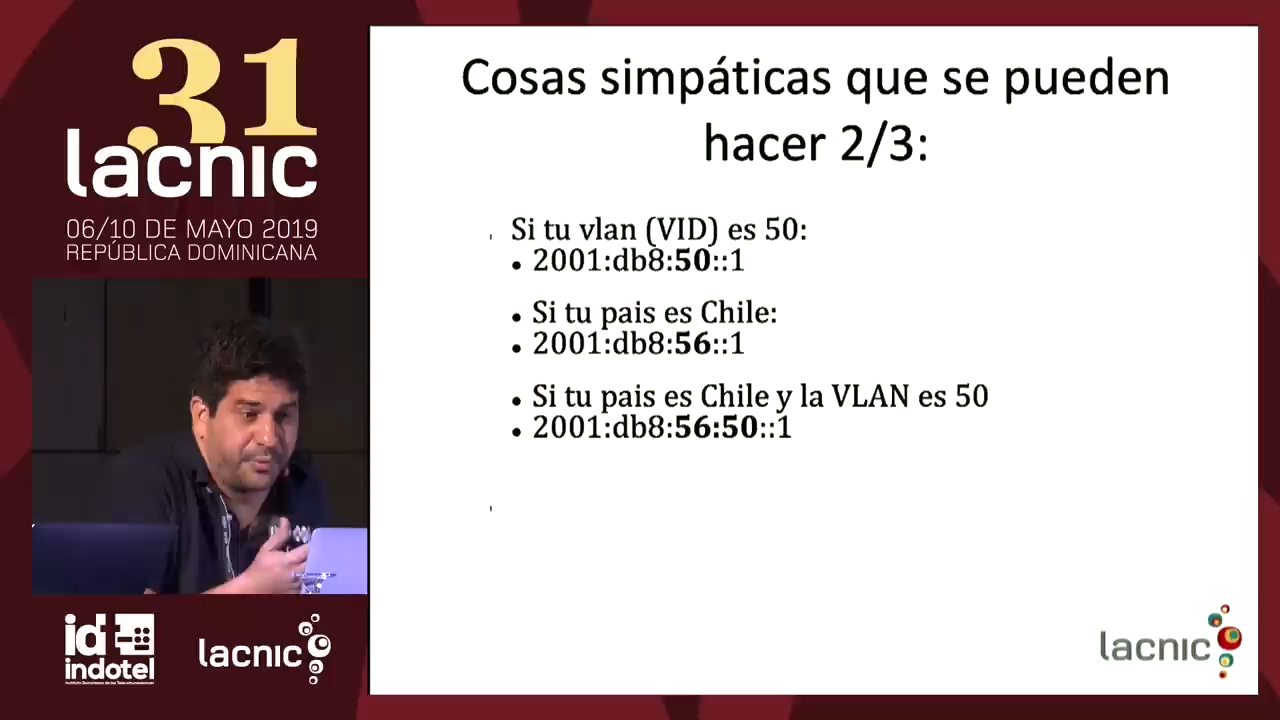 31
lacnic
06/10 DE MAYO 2019
REPÚBLICA DOMINICANA
Cosas simpáticas que se pueden
hacer 2/3:
Si tu vlan (VID) es 50:
• 2001:db8:50::1
• Si tu pais es Chile:
• 2001:db8:56::1
• Si tu pais es Chile y la VLAN es 50
• 2001:db8:56:50::1
indotel
lacnic
lacnic